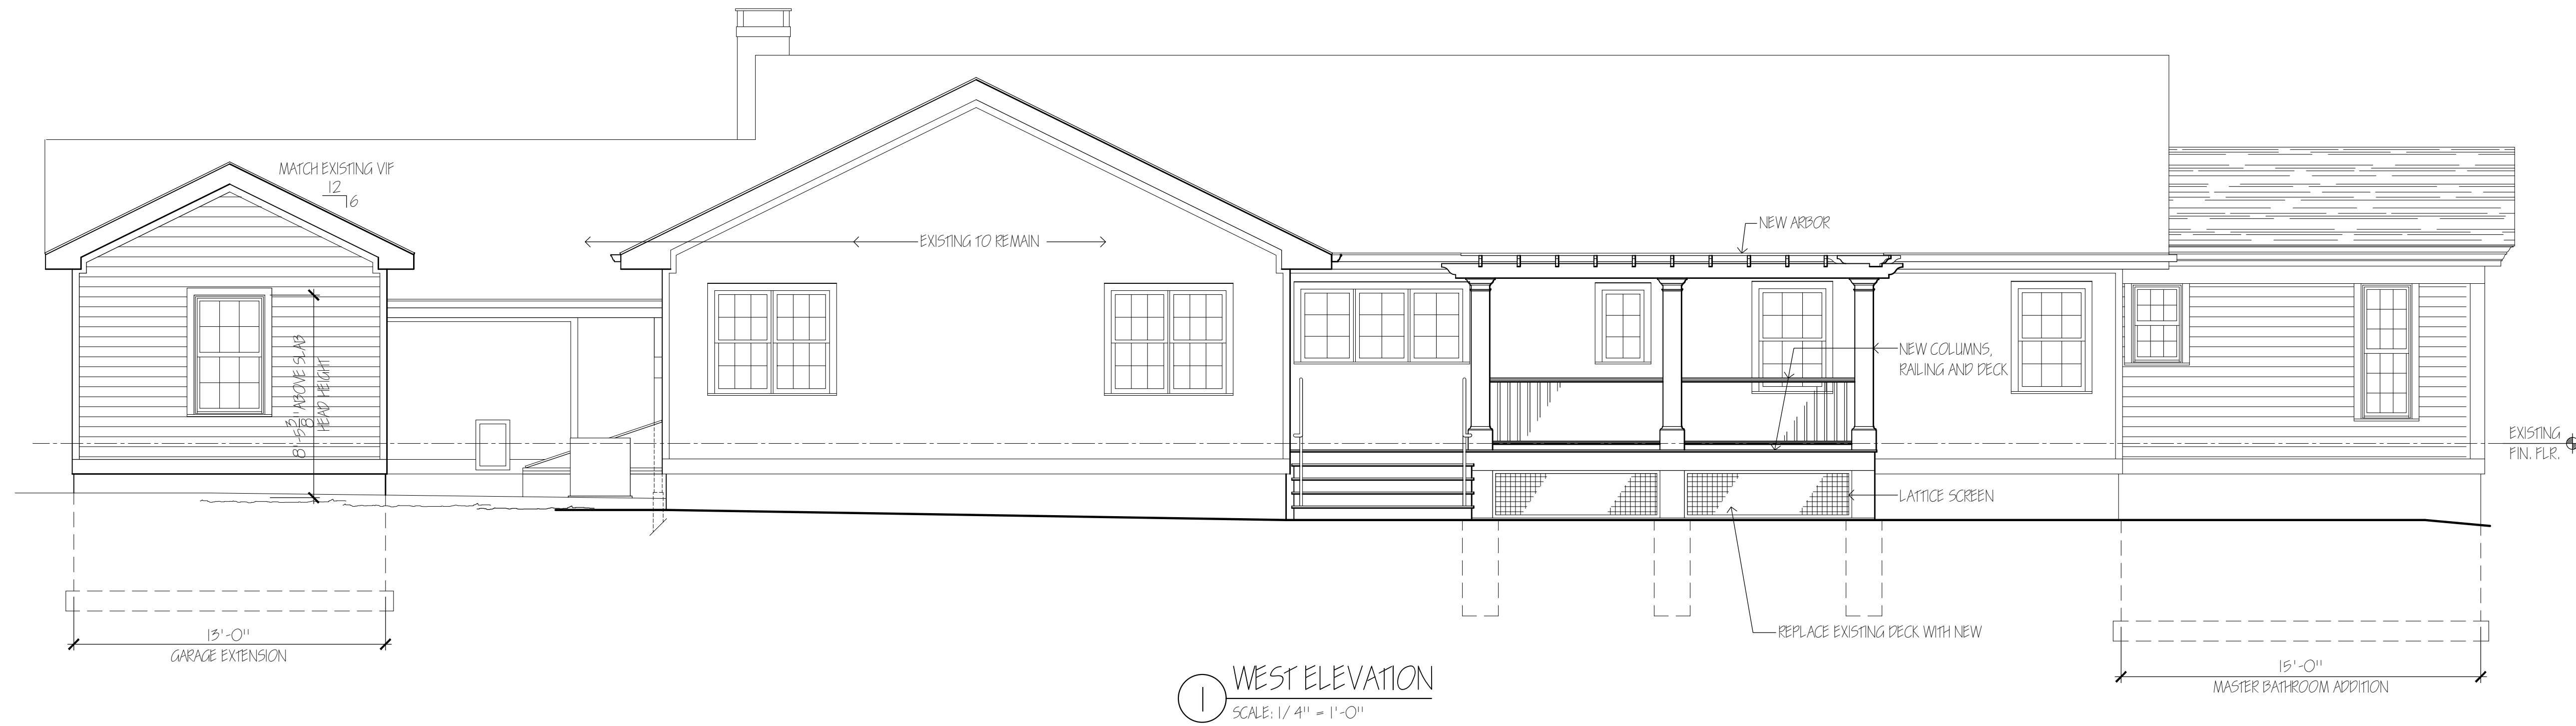 MATCH EXISTING VIF
12
6
EXISTING TO REMAIN
NEW ARBOR
NEW COLUMNS,
RAILING AND DECK
8'-5 3/8" ABOVE SLAB
HEAD HEIGHT
EXISTING
FIN. FLR.
LATTICE SCREEN
REPLACE EXISTING DECK WITH NEW
13'-0"
GARAGE EXTENSION
15'-0"
MASTER BATHROOM ADDITION
1
WEST ELEVATION
SCALE: 1/4" = 1'-0"